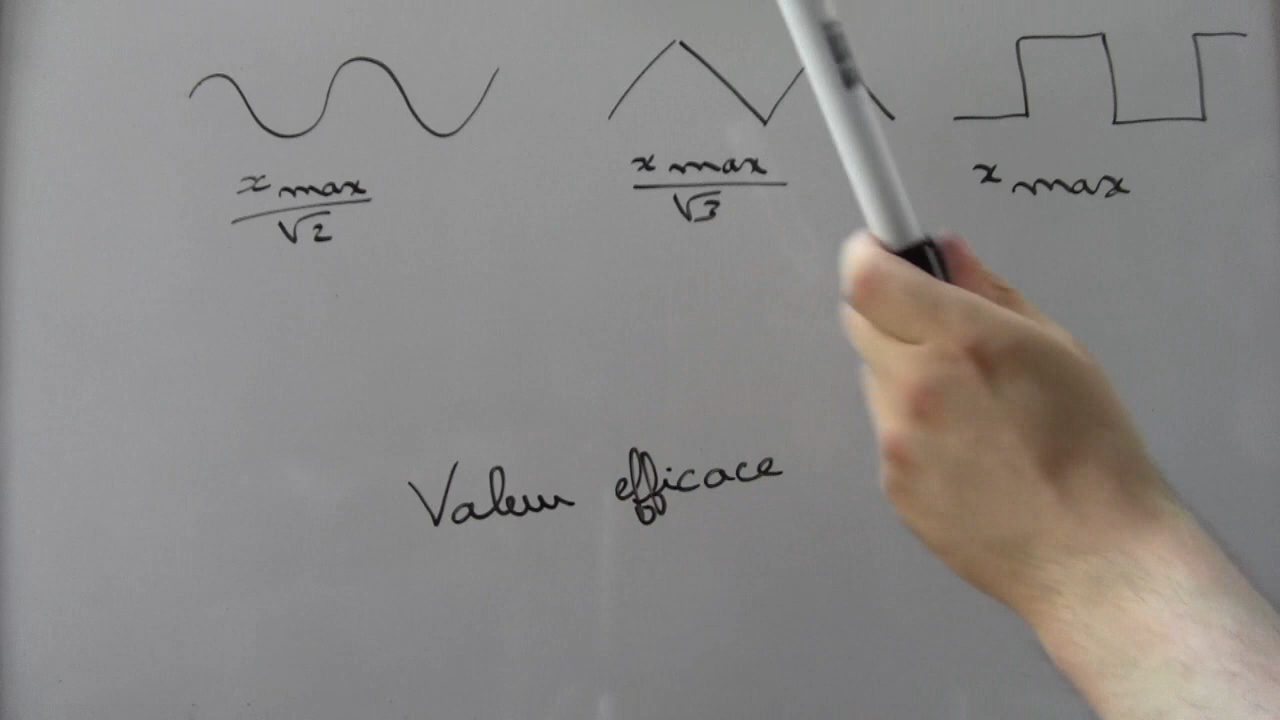 x max / √2
x max / √3
x max
Valeur efficace